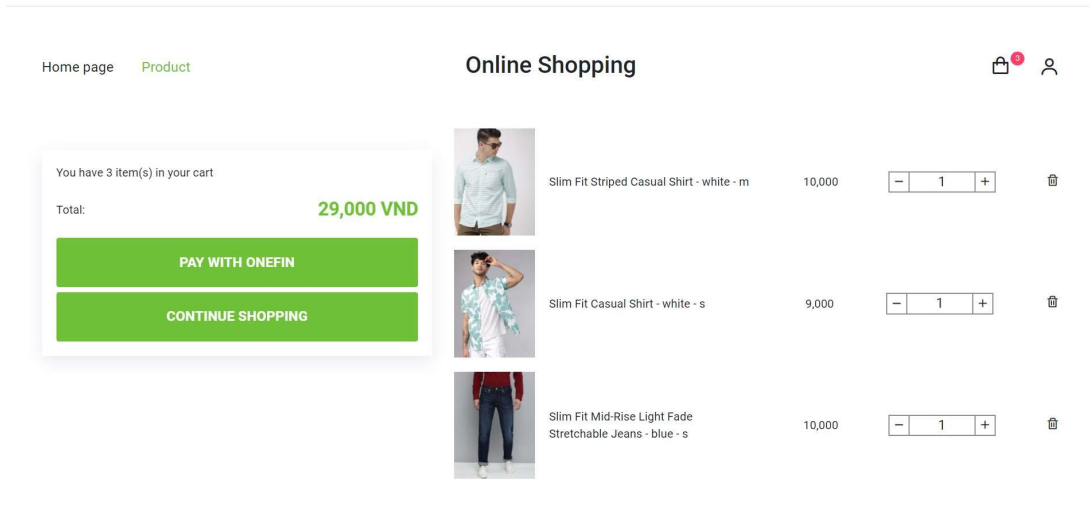 Home page
Product
Online Shopping
3
You have 3 item(s) in your cart
Total:
29,000 VND
PAY WITH ONEFIN
CONTINUE SHOPPING
Slim Fit Striped Casual Shirt - white - m
10,000
− 1 +
Slim Fit Casual Shirt - white - s
9,000
− 1 +
Slim Fit Mid-Rise Light Fade
Stretchable Jeans - blue - s
10,000
− 1 +